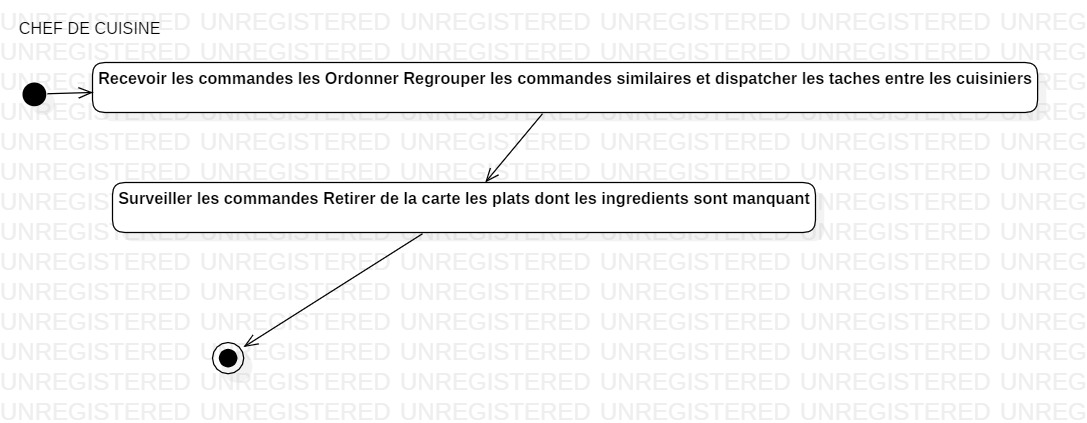 CHEF DE CUISINE
Recevoir les commandes les Ordonner Regrouper les commandes similaires et dispatcher les taches entre les cuisiniers
Surveiller les commandes Retirer de la carte les plats dont les ingredients sont manquant